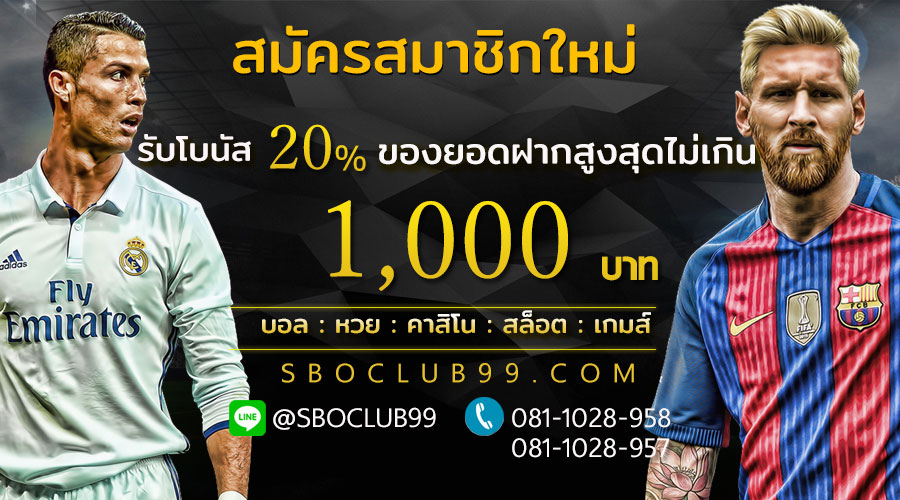 สมัครสมาชิกใหม่
รับโบนัส 20% ของยอดฝากสูงสุดไม่เกิน
1,000 บาท
บอล : หวย : คาสิโน : สล็อต : เกมส์
SBOCLUB99.COM
LINE @SBOCLUB99 081-1028-958
081-1028-957
adidas
Fly
Emirates
FIFA
FCB